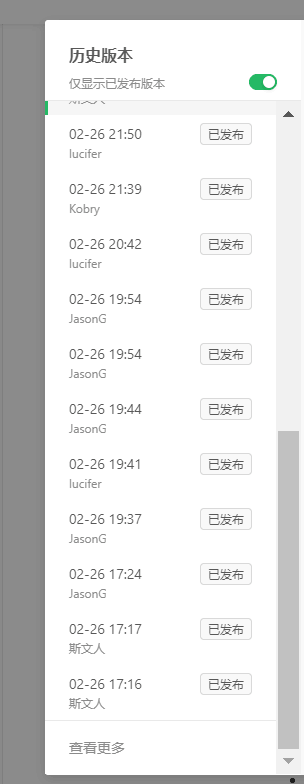 历史版本
仅显示已发布版本
斯文人
02-26 21:50 已发布
lucifer
02-26 21:39 已发布
Kobry
02-26 20:42 已发布
lucifer
02-26 19:54 已发布
JasonG
02-26 19:54 已发布
JasonG
02-26 19:44 已发布
JasonG
02-26 19:41 已发布
lucifer
02-26 19:37 已发布
JasonG
02-26 17:24 已发布
JasonG
02-26 17:17 已发布
斯文人
02-26 17:16 已发布
斯文人
查看更多